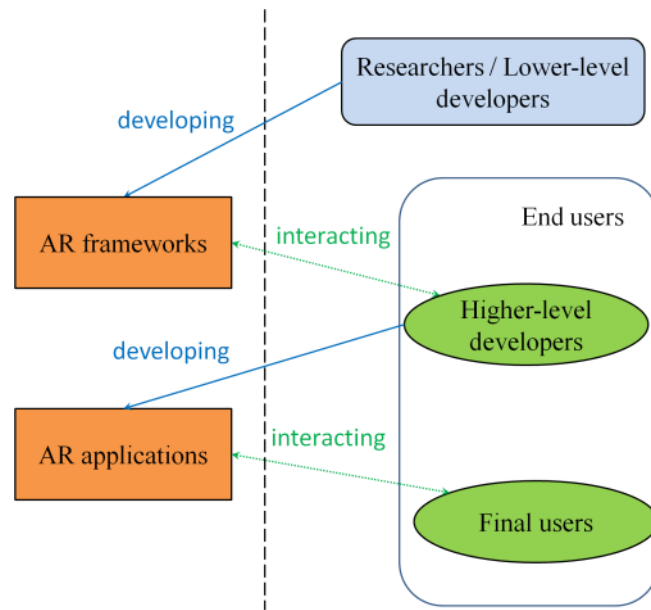 Researchers / Lower-level
developers
developing
AR frameworks
interacting
End users
Higher-level
developers
developing
AR applications
interacting
Final users